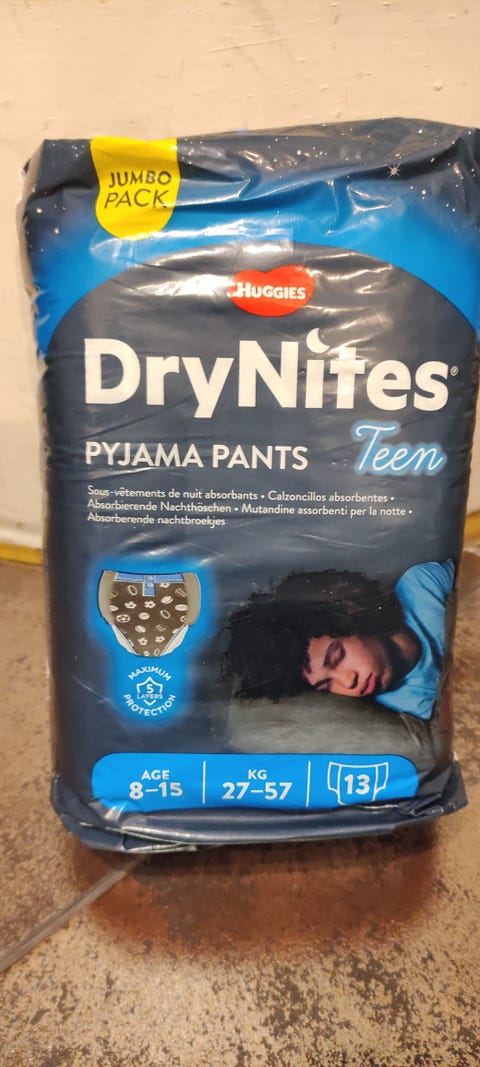 JUMBO
PACK
HUGGIES
DryNites®
PYJAMA PANTS Teen
Sous-vêtements de nuit absorbants • Calzoncillos absorbentes •
Absorbierende Nachthöschen • Mutandine assorbenti per la notte •
Absorberende nachtbroekjes
MAXIMUM
5
LAYERS
PROTECTION
AGE
8–15
KG
27–57
13